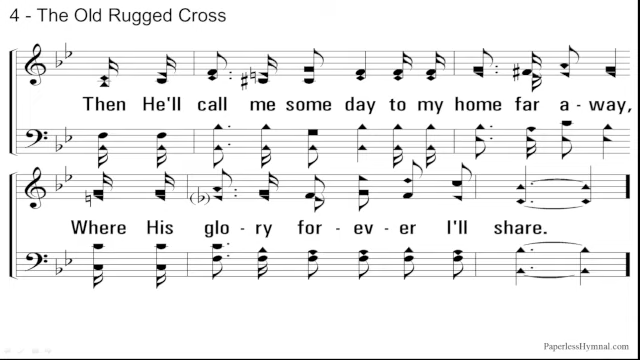 4 - The Old Rugged Cross
Then He'll call me some day to my home far a - way,
Where His glo - ry for - ev - er I'll share.
PaperlessHymnal.com